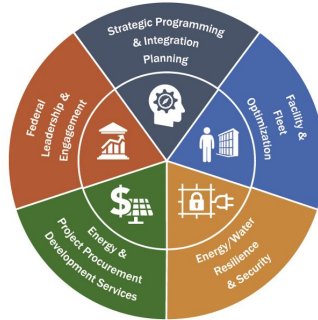 Strategic Programming
& Integration
Planning
Facility &
Fleet
Optimization
Energy/Water
Resilience
& Security
Energy &
Project Procurement
Development Services
Federal
Leadership &
Engagement